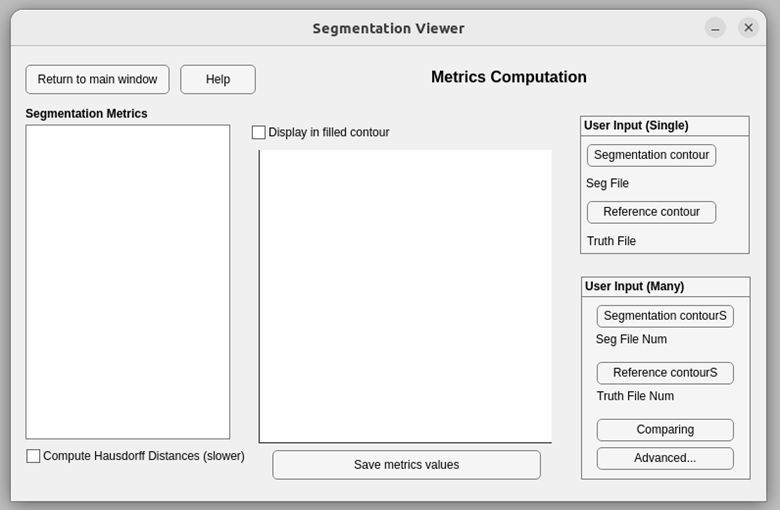 Segmentation Viewer
Return to main window
Help
Metrics Computation
Segmentation Metrics
Display in filled contour
Compute Hausdorff Distances (slower)
Save metrics values
User Input (Single)
Segmentation contour
Seg File
Reference contour
Truth File
User Input (Many)
Segmentation contourS
Seg File Num
Reference contourS
Truth File Num
Comparing
Advanced...